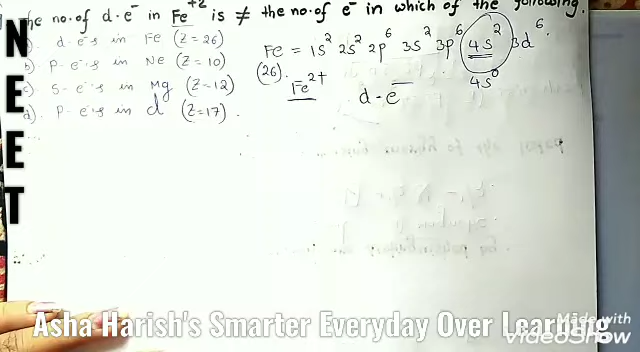 he no. of d-e⁻ in Fe⁺² is ≠ the no. of e⁻ in which of the following.
d-e⁻s in Fe (Z=26)
b) p-e⁻s in Ne (Z=10)
c) s-e⁻s in Mg (Z=12)
d) p-e⁻s in cl (Z=17).
Fe = 1s² 2s² 2p⁶ 3s² 3p⁶ 4s² 3d⁶.
(26).
Fe²⁺
4s⁰
d-e⁻
NEET
Asha Harish's Smarter Everyday Over Learning
Made with
VideoShow